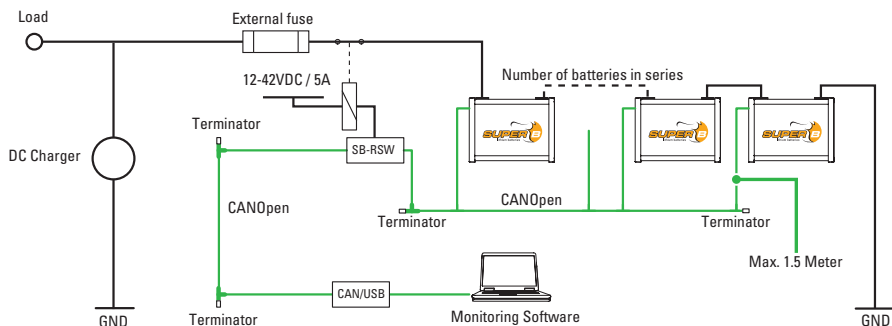 Load
External fuse
12-42VDC / 5A
Number of batteries in series
Terminator
SUPER B
SUPER B
SUPER B
DC Charger
SB-RSW
CANOpen
Terminator
CANOpen
Terminator
Max. 1.5 Meter
CAN/USB
GND
Terminator
Monitoring Software
GND